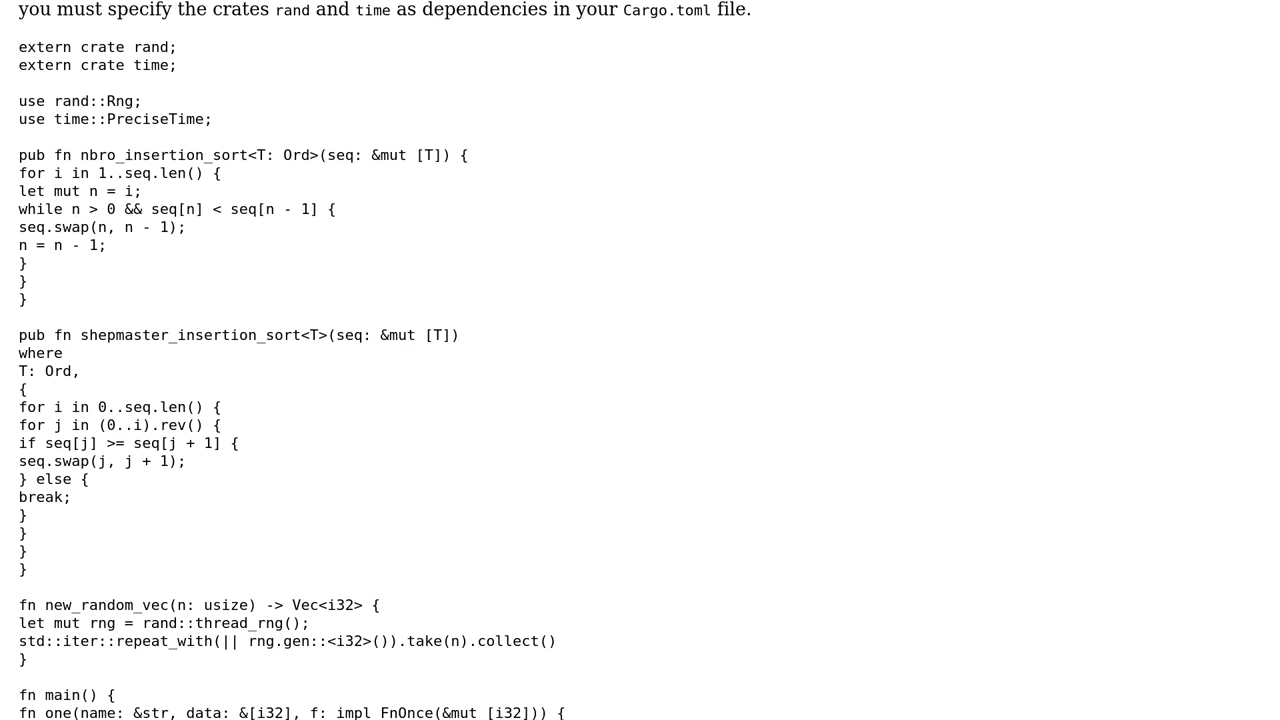 you must specify the crates rand and time as dependencies in your Cargo.toml file.
extern crate rand;
extern crate time;
use rand::Rng;
use time::PreciseTime;
pub fn nbro_insertion_sort<T: Ord>(seq: &mut [T]) {
for i in 1..seq.len() {
let mut n = i;
while n > 0 && seq[n] < seq[n - 1] {
seq.swap(n, n - 1);
n = n - 1;
}
}
}
pub fn shepmaster_insertion_sort<T>(seq: &mut [T])
where
T: Ord,
{
for i in 0..seq.len() {
for j in (0..i).rev() {
if seq[j] >= seq[j + 1] {
seq.swap(j, j + 1);
} else {
break;
}
}
}
}
fn new_random_vec(n: usize) -> Vec<i32> {
let mut rng = rand::thread_rng();
std::iter::repeat_with(|| rng.gen::<i32>()).take(n).collect()
}
fn main() {
fn one(name: &str, data: &[i32], f: impl FnOnce(&mut [i32])) {